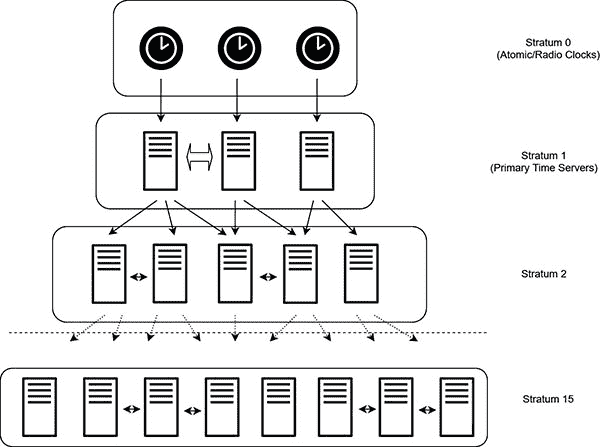 Stratum 0
(Atomic/Radio Clocks)
Stratum 1
(Primary Time Servers)
Stratum 2
Stratum 15